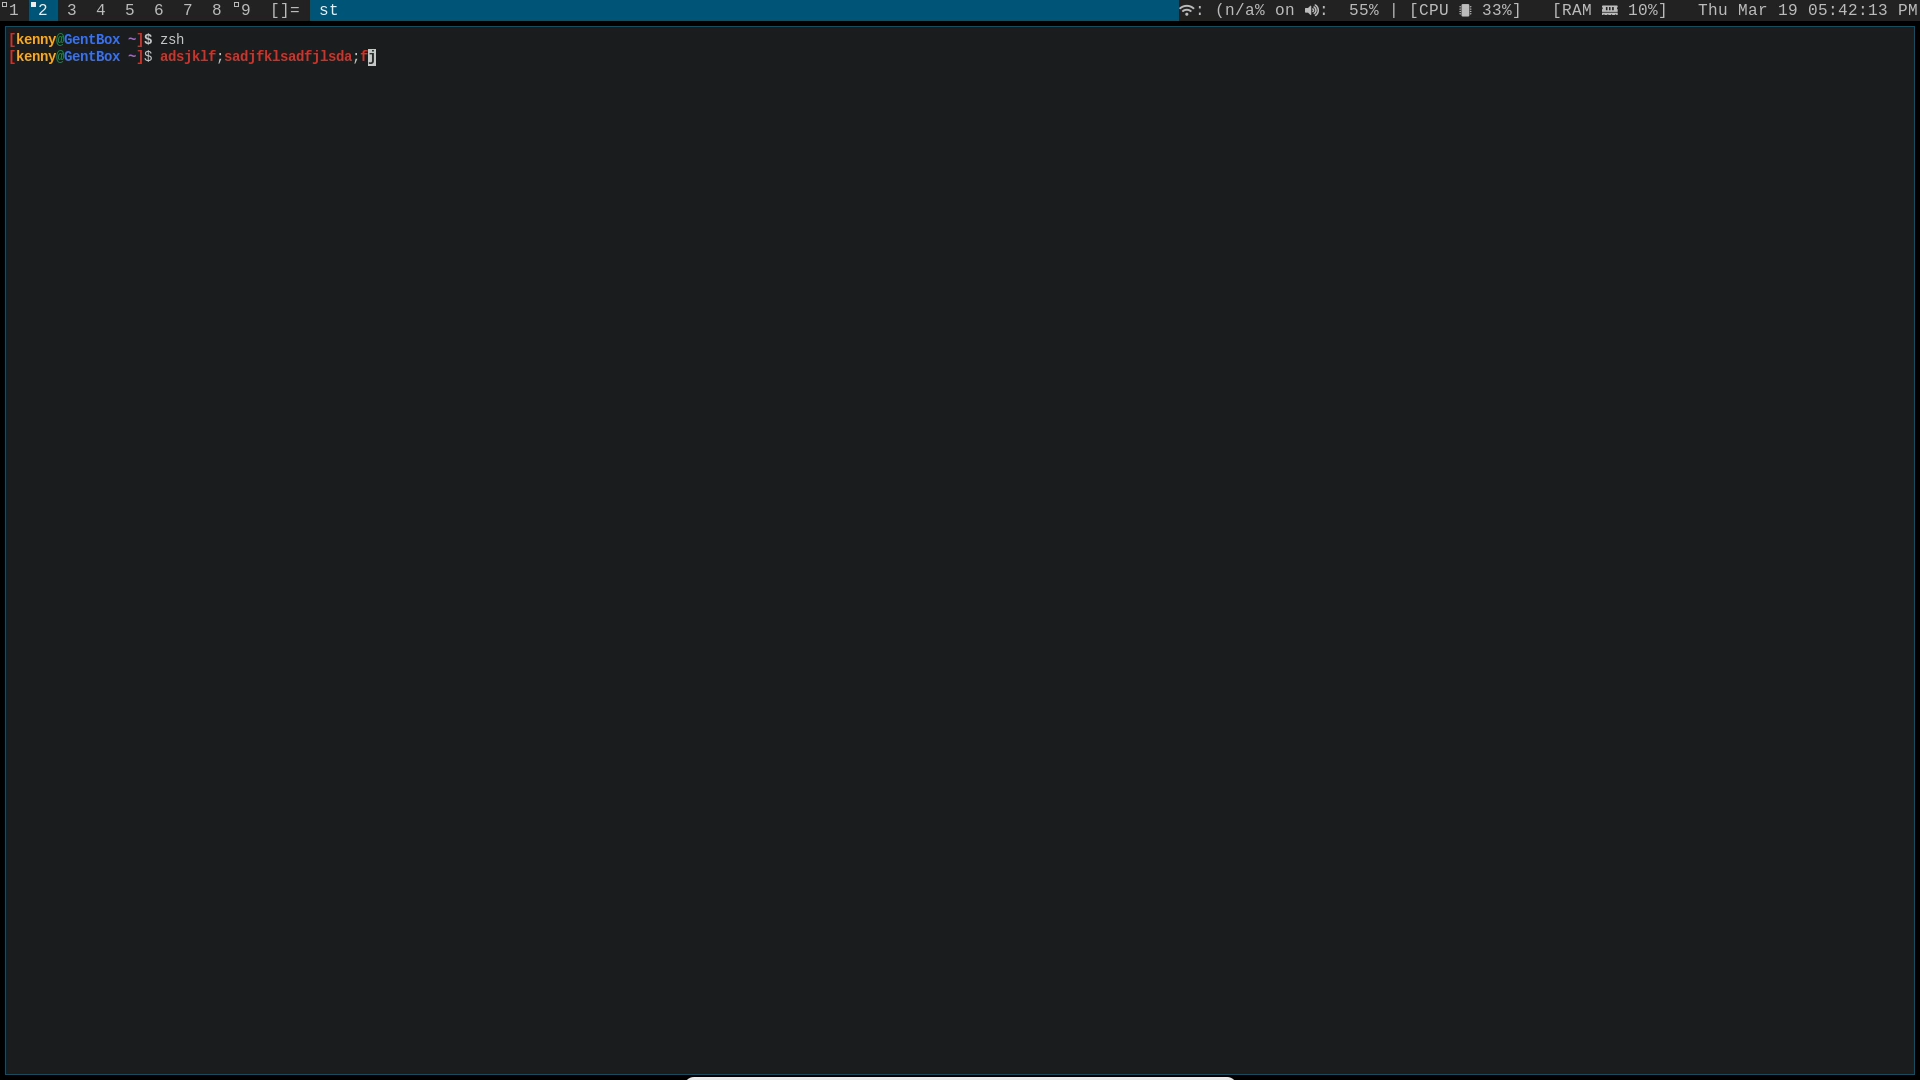 1 2 3 4 5 6 7 8 9 []= st : (n/a% on : 55% | [CPU 33%] [RAM 10%] Thu Mar 19 05:42:13 PM
[kenny@GentBox ~]$ zsh
[kenny@GentBox ~]$ adsjklf;sadjfklsadfjlsda;fj